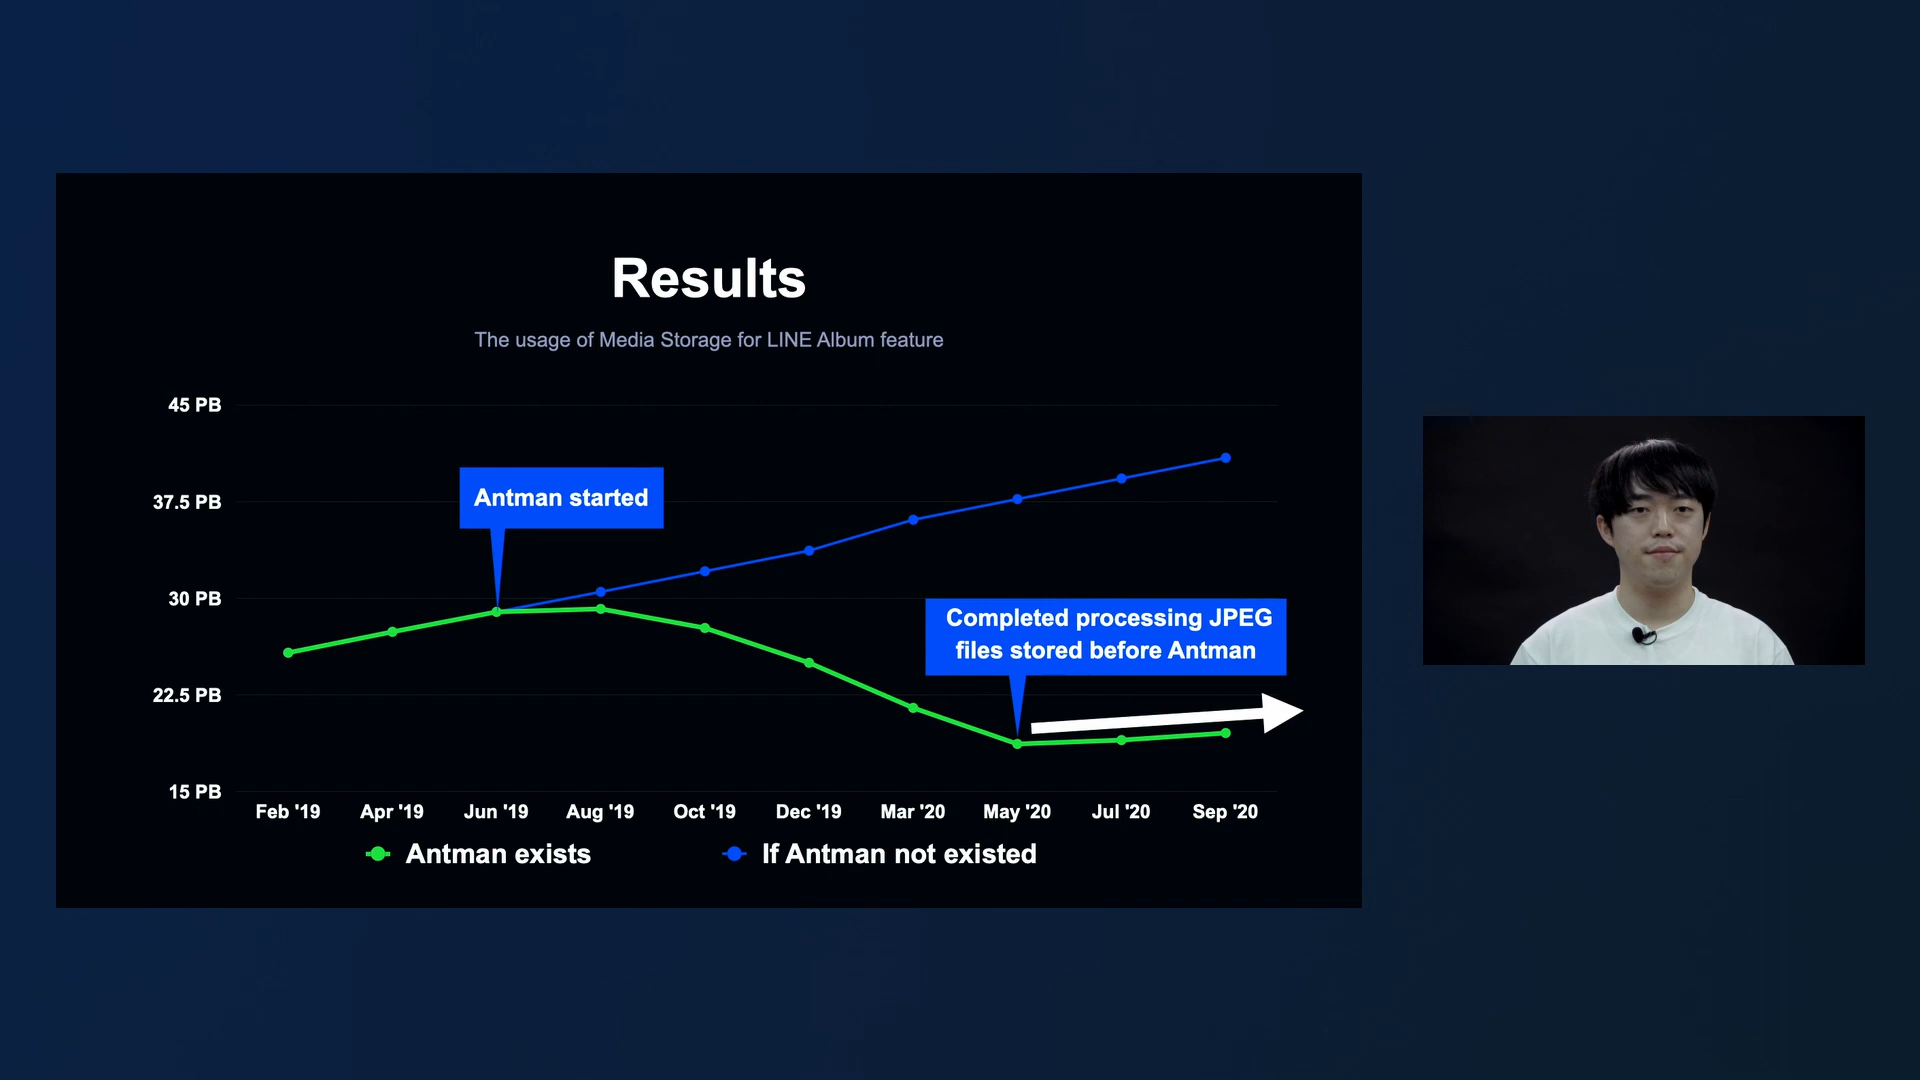 Results
The usage of Media Storage for LINE Album feature
45 PB
37.5 PB
30 PB
22.5 PB
15 PB
Antman started
Completed processing JPEG
files stored before Antman
Feb '19 Apr '19 Jun '19 Aug '19 Oct '19 Dec '19 Mar '20 May '20 Jul '20 Sep '20
Antman exists If Antman not existed